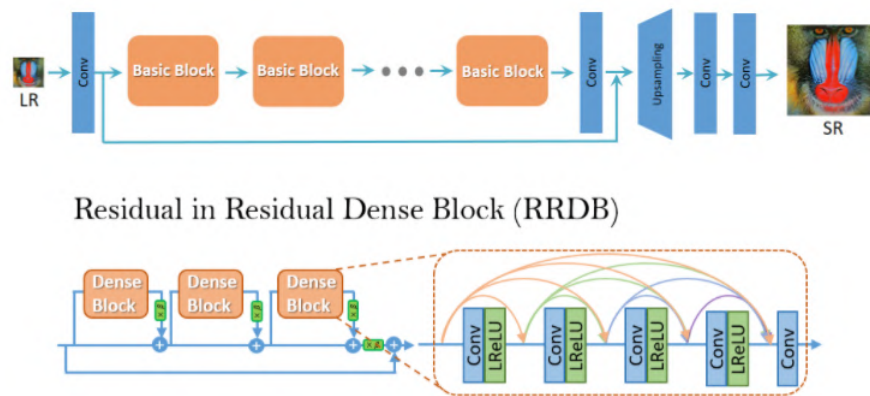 LR
Conv
Basic Block
Basic Block
Basic Block
Conv
Upsampling
Conv
Conv
SR
Residual in Residual Dense Block (RRDB)
Dense
Block
Dense
Block
Dense
Block
Conv
LReLU
Conv
LReLU
Conv
LReLU
Conv
LReLU
Conv